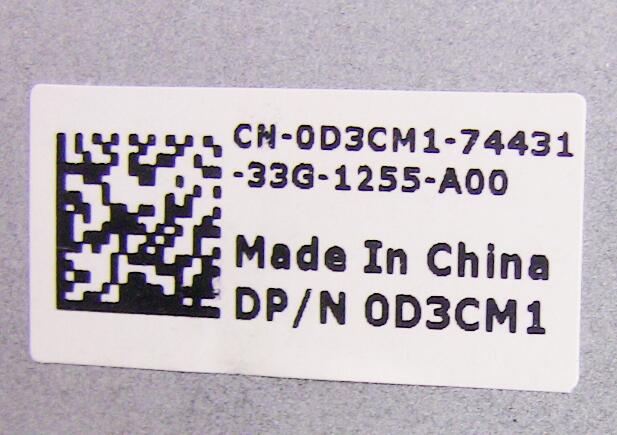 CN-0D3CM1-74431
-33G-1255-A00
Made In China
DP/N 0D3CM1